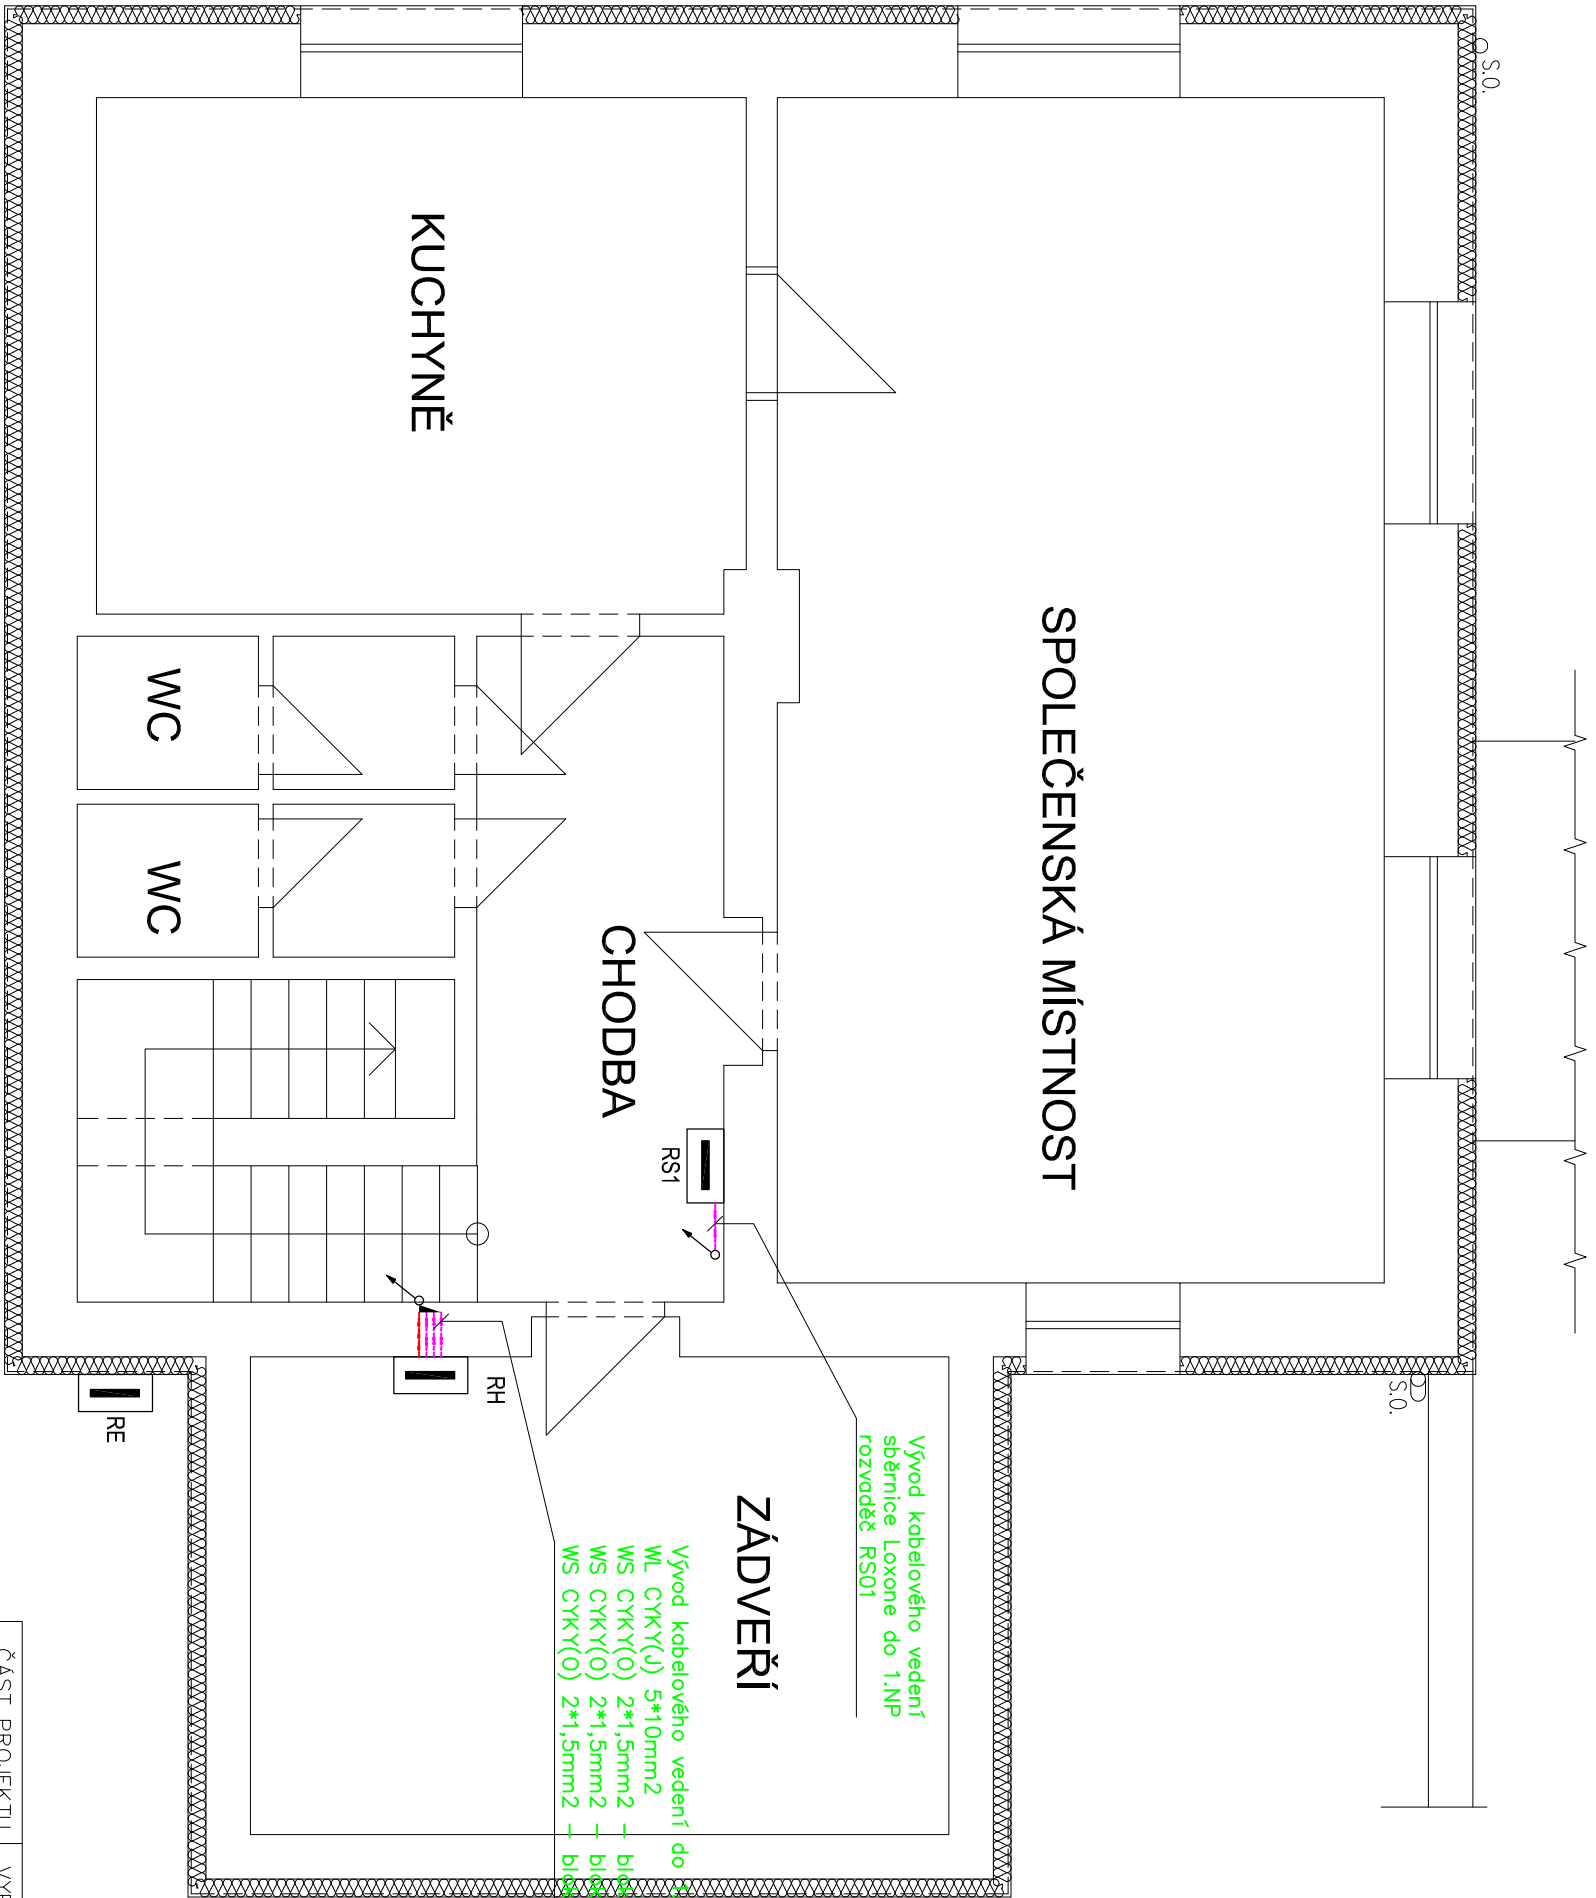 S.O.
KUCHYNĚ
SPOLEČENSKÁ MÍSTNOST
WC
WC
CHODBA
RS1
RH
RE
S.O.
Vývod kabelového vedení
sběrnice Loxone do 1.NP
rozvaděč RS01
ZÁDVEŘÍ
Vývod kabelového vedení do
WL CYKY(J) 5*10mm2
WS CYKY(O) 2*1,5mm2 -
WS CYKY(O) 2*1,5mm2 -
WS CYKY(O) 2*1,5mm2 -
ČÁST PROJEKTU